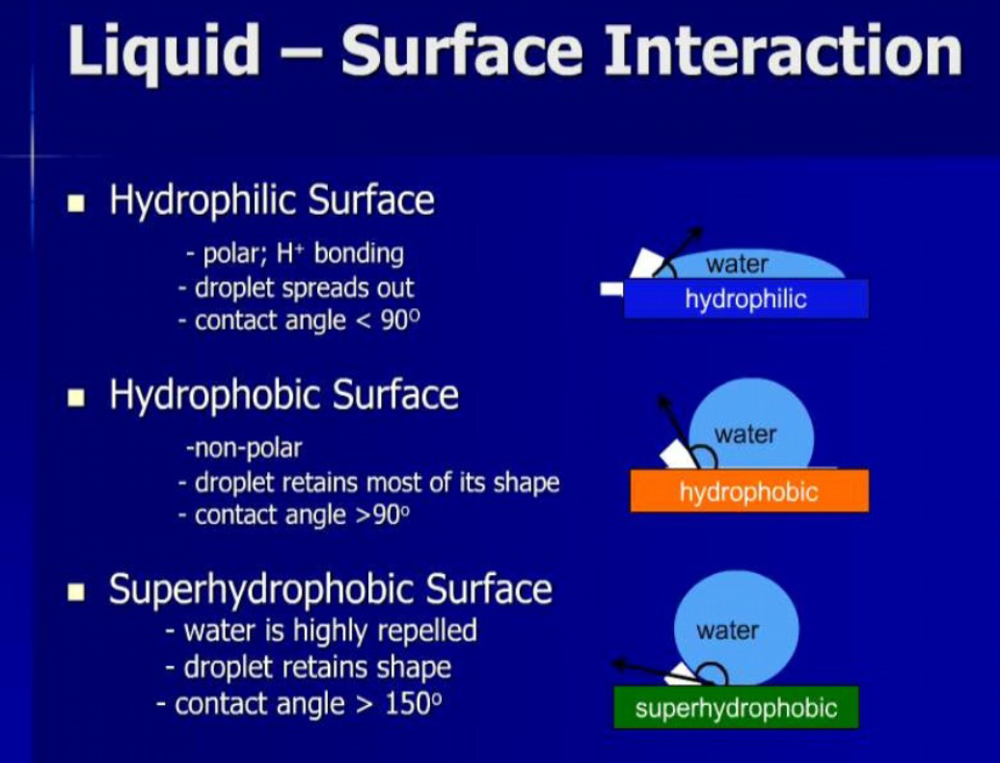 Liquid – Surface Interaction
Hydrophilic Surface
- polar; H⁺ bonding
- droplet spreads out
- contact angle < 90ᴼ
water
hydrophilic
Hydrophobic Surface
-non-polar
- droplet retains most of its shape
- contact angle >90º
water
hydrophobic
Superhydrophobic Surface
- water is highly repelled
- droplet retains shape
- contact angle > 150º
water
superhydrophobic